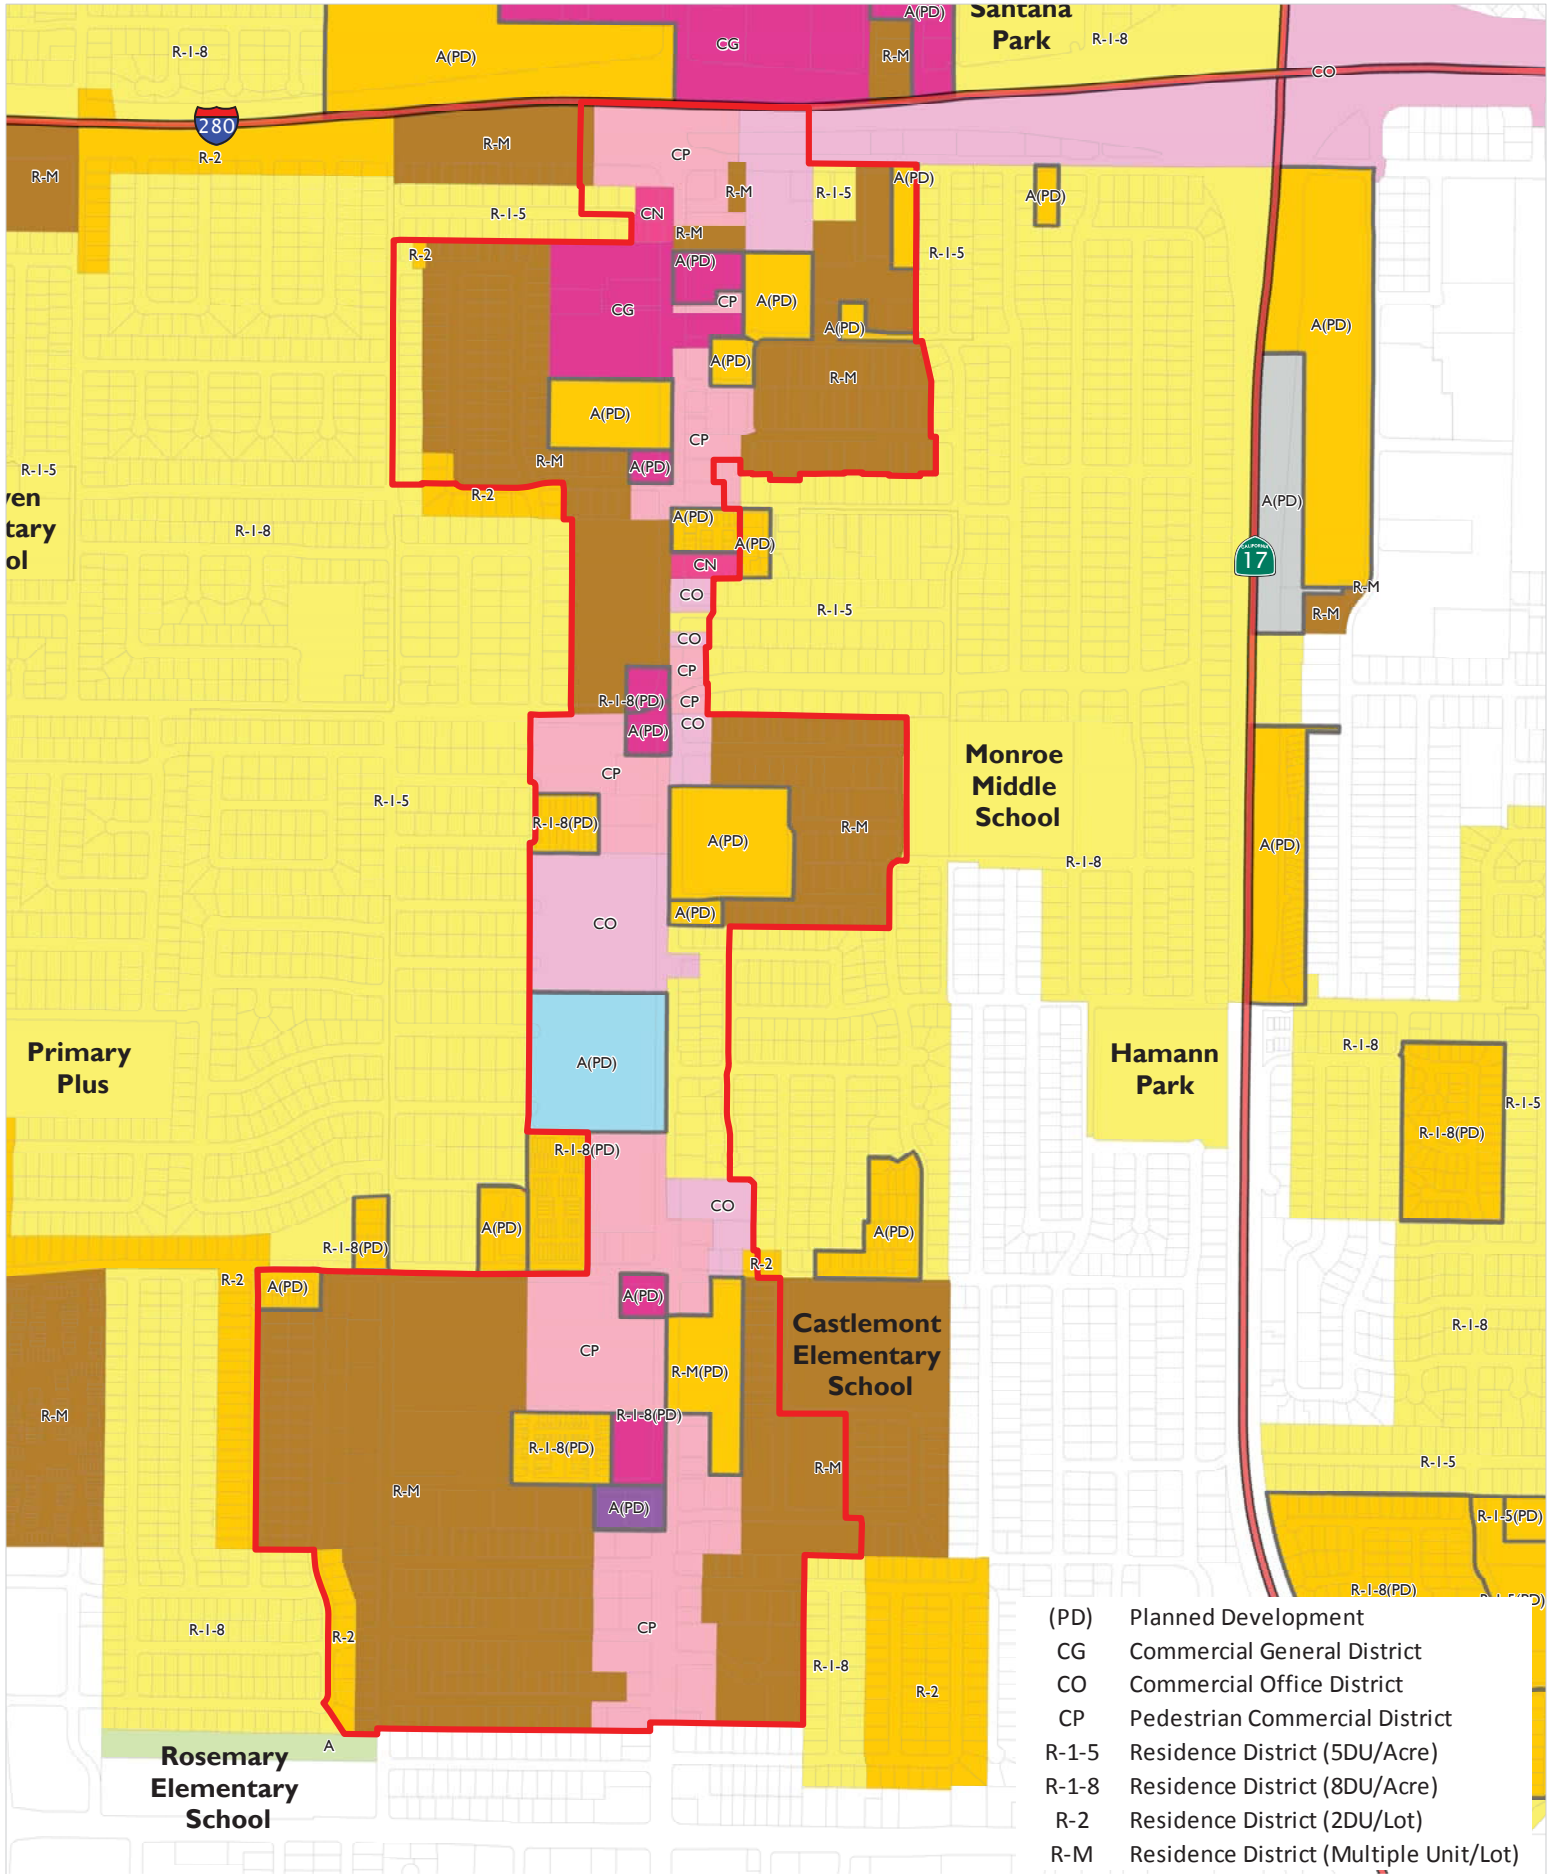 A(PD)
Santana
Park
R-1-8
CG
R-1-8
A(PD)
R-M
CO
280
R-M
R-2
CP
R-M
A(PD)
R-M
R-1-5
A(PD)
R-1-5
CN
R-M
R-2
R-1-5
A(PD)
CP
A(PD)
CG
A(PD)
A(PD)
A(PD)
R-M
A(PD)
CP
R-M
A(PD)
R-1-5
R-2
A(PD)
ven
tary
ol
R-1-8
A(PD)
A(PD)
CALIFORNIA
17
CN
R-M
CO
R-1-5
R-M
CO
CP
R-1-8(PD)
CP
CO
A(PD)
Monroe
Middle
School
CP
R-1-5
R-1-8(PD)
R-M
A(PD)
A(PD)
R-1-8
A(PD)
CO
Primary
Plus
A(PD)
Hamann
Park
R-1-8
R-1-5
R-1-8(PD)
R-1-8(PD)
CO
A(PD)
A(PD)
R-1-8(PD)
R-2
R-2
A(PD)
A(PD)
Castlemont
Elementary
School
R-1-8
CP
R-M(PD)
R-M
R-1-8(PD)
R-1-8(PD)
R-1-5
R-M
R-M
A(PD)
R-1-5(PD)
R-1-8(PD)
R-1-8
R-2
CP
R-1-8
R-2
A
Rosemary
Elementary
School
(PD) Planned Development
CG Commercial General District
CO Commercial Office District
CP Pedestrian Commercial District
R-1-5 Residence District (5DU/Acre)
R-1-8 Residence District (8DU/Acre)
R-2 Residence District (2DU/Lot)
R-M Residence District (Multiple Unit/Lot)